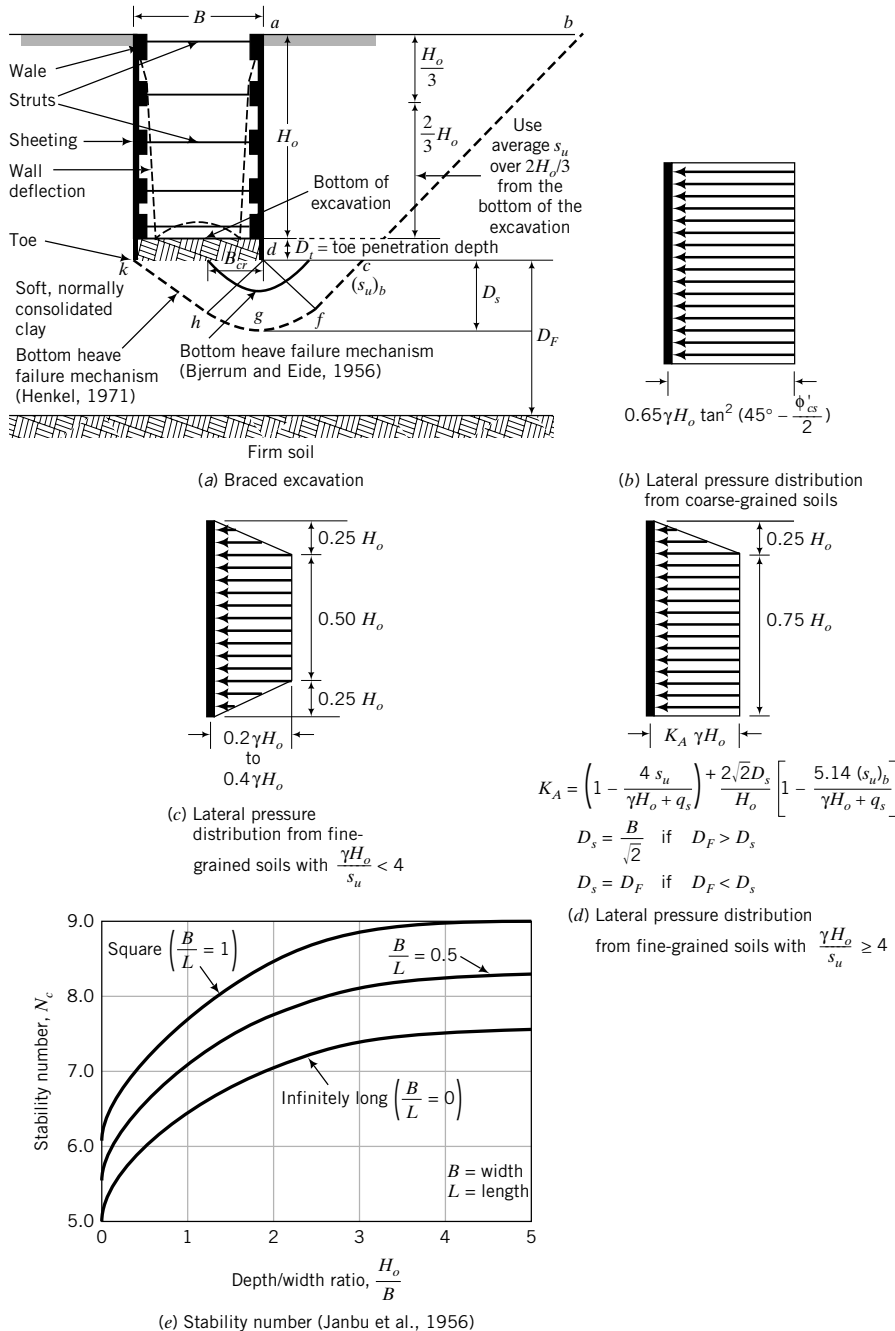 B
a
b
Wale
Struts
Sheeting
Wall
deflection
Toe
k
Soft, normally
consolidated
clay
Bottom heave
failure mechanism
(Henkel, 1971)
H_o
H_o/3
2/3 H_o
Use
average s_u
over 2H_o/3
from the
bottom of the
excavation
Bottom of
excavation
d
D_t = toe penetration depth
B_cr
c
(s_u)_b
h
g
f
D_s
D_F
Bottom heave failure mechanism
(Bjerrum and Eide, 1956)
Firm soil
(a) Braced excavation
0.65γH_o tan² (45° − ϕ'_cs/2)
(b) Lateral pressure distribution
from coarse-grained soils
0.25 H_o
0.50 H_o
0.25 H_o
0.2γH_o
to
0.4γH_o
(c) Lateral pressure
distribution from fine-
grained soils with γH_o/s_u < 4
0.25 H_o
0.75 H_o
K_A γH_o
K_A = (1 − 4 s_u/(γH_o + q_s)) + 2√2D_s/H_o [1 − 5.14 (s_u)_b/(γH_o + q_s)]
D_s = B/√2 if D_F > D_s
D_s = D_F if D_F < D_s
(d) Lateral pressure distribution
from fine-grained soils with γH_o/s_u ≥ 4
9.0
8.0
7.0
6.0
5.0
Stability number, N_c
Square (B/L = 1)
B/L = 0.5
Infinitely long (B/L = 0)
B = width
L = length
0 1 2 3 4 5
Depth/width ratio, H_o/B
(e) Stability number (Janbu et al., 1956)